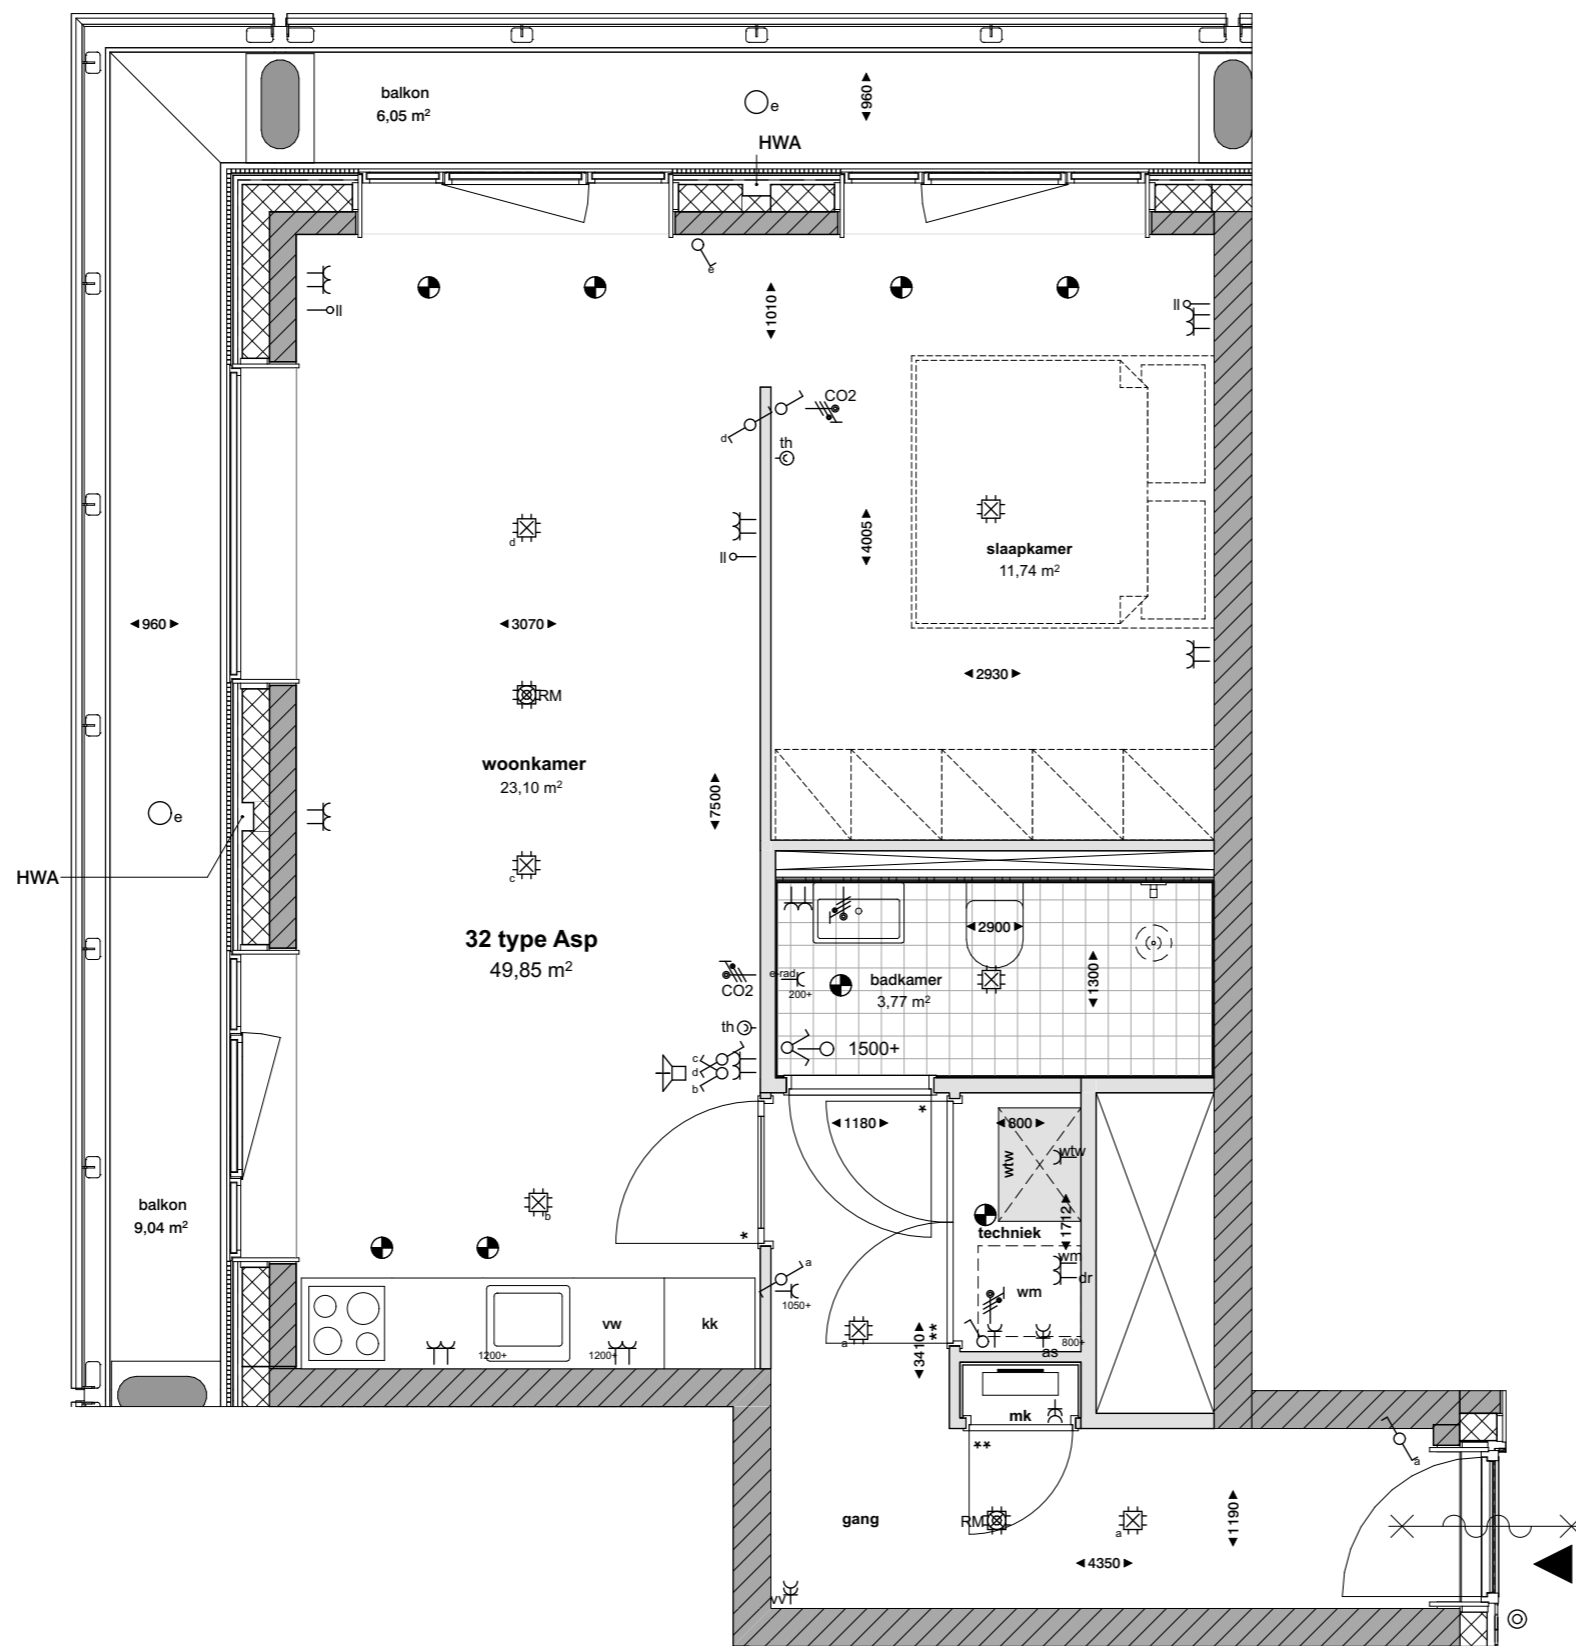 balkon
6,05 m²
e
960
HWA
e
ll
1010
ll
CO2
d
th
d
4005
slaapkamer
11,74 m²
ll
960
3070
2930
RM
woonkamer
23,10 m²
7500
e
HWA
c
32 type Asp
49,85 m²
2900
CO2
e-rad
200+
badkamer
3,77 m²
1300
th
1500+
c
d
b
*
1180
800
wtw
wtw
balkon
9,04 m²
b
*
1712
techniek
wm
dr
wm
a
1050+
vw
kk
1200+
1200+
a
3410
**
800+
as
mk
**
a
gang
RM
a
1190
4350
vv